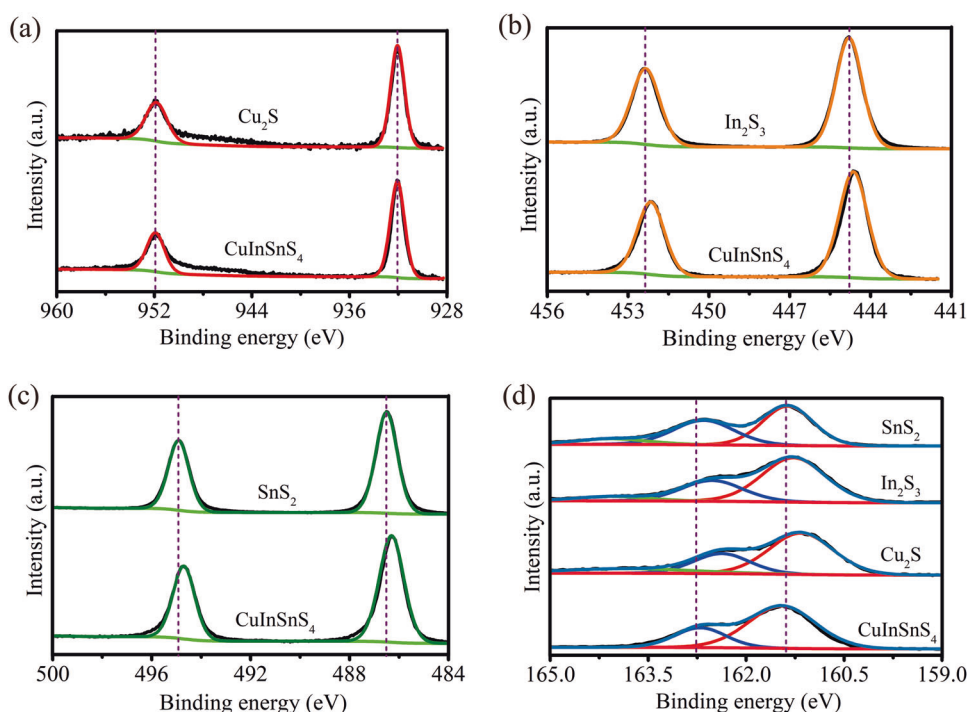 (a)
Intensity (a.u.)
Cu₂S
CuInSnS₄
960 952 944 936 928
Binding energy (eV)
(b)
Intensity (a.u.)
In₂S₃
CuInSnS₄
456 453 450 447 444 441
Binding energy (eV)
(c)
Intensity (a.u.)
SnS₂
CuInSnS₄
500 496 492 488 484
Binding energy (eV)
(d)
Intensity (a.u.)
SnS₂
In₂S₃
Cu₂S
CuInSnS₄
165.0 163.5 162.0 160.5 159.0
Binding energy (eV)